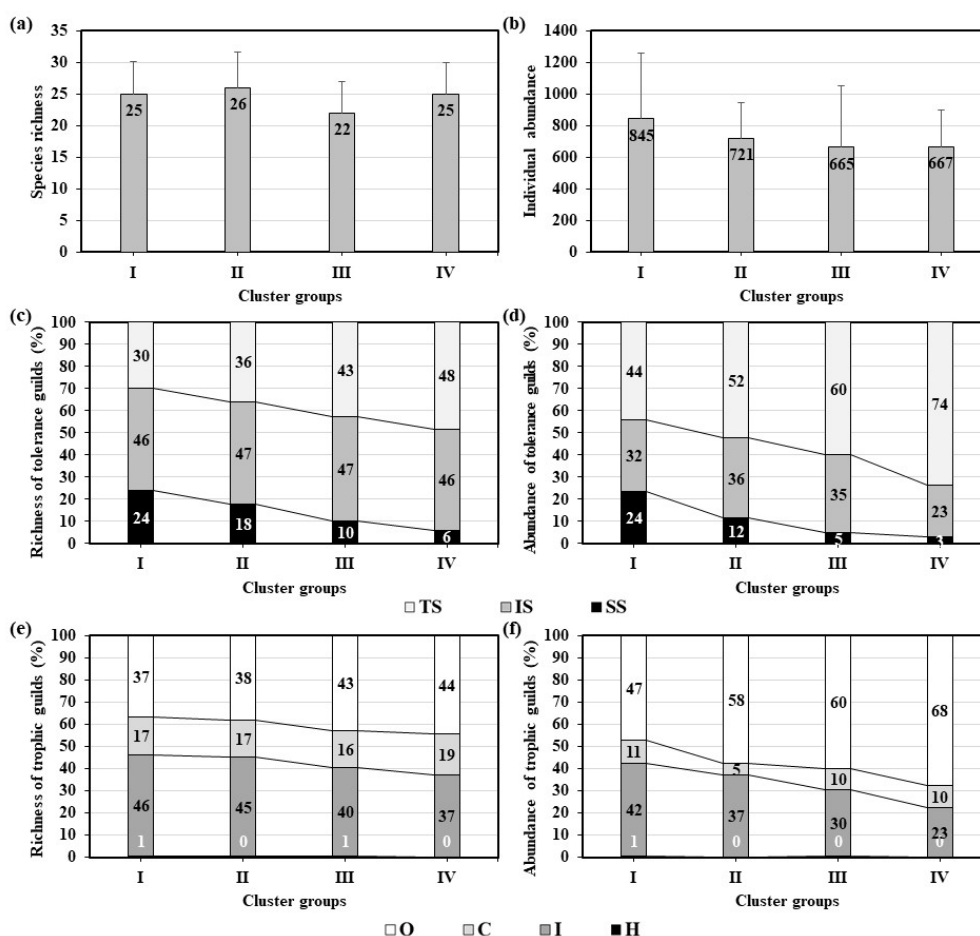 (a)
Species richness
35
30
25
20
15
10
5
0
25
26
22
25
I II III IV
Cluster groups
(b)
Individual abundance
1400
1200
1000
800
600
400
200
0
845
721
665
667
I II III IV
Cluster groups
(c)
Richness of tolerance guilds (%)
100
90
80
70
60
50
40
30
20
10
0
30 36 43 48
46 47 47 46
24 18 10 6
I II III IV
Cluster groups
(d)
Abundance of tolerance guilds (%)
100
90
80
70
60
50
40
30
20
10
0
44 52 60 74
32 36 35 23
24 12 5 3
I II III IV
Cluster groups
TS IS SS
(e)
Richness of trophic guilds (%)
100
90
80
70
60
50
40
30
20
10
0
37 38 43 44
17 17 16 19
46 45 40 37
1 0 1 0
I II III IV
Cluster groups
(f)
Abundance of trophic guilds (%)
100
90
80
70
60
50
40
30
20
10
0
47 58 60 68
11 5 10 10
42 37 30 23
1 0 0 0
I II III IV
Cluster groups
O C I H